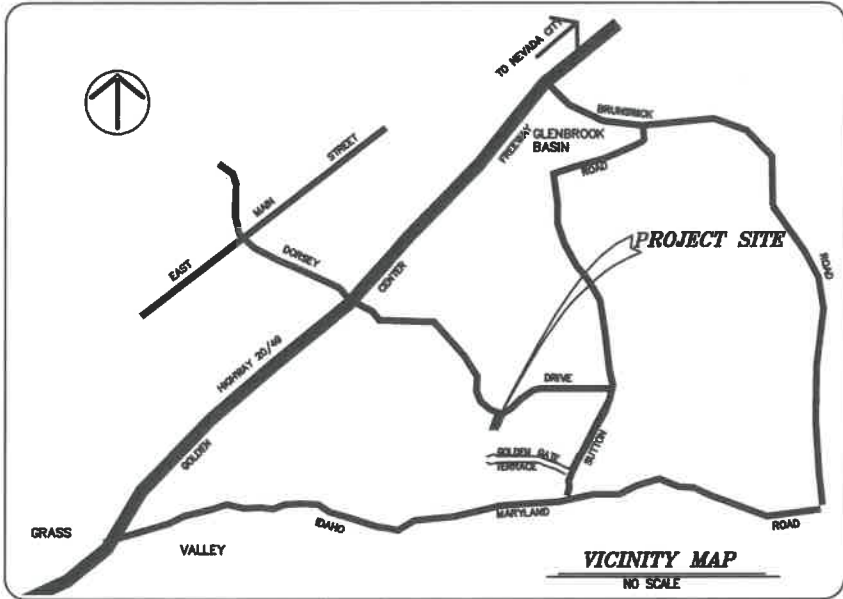 TO NEVADA CITY
BRUNSWICK
GLENBROOK
BASIN
FREEWAY
ROAD
STREET
MAIN
EAST
DORSEY
CENTER
PROJECT SITE
ROAD
HIGHWAY 20/49
DRIVE
GOLDEN
GOLDEN GATE
TERRACE
SUTTON
GRASS
VALLEY
IDAHO
MARYLAND
ROAD
VICINITY MAP
NO SCALE